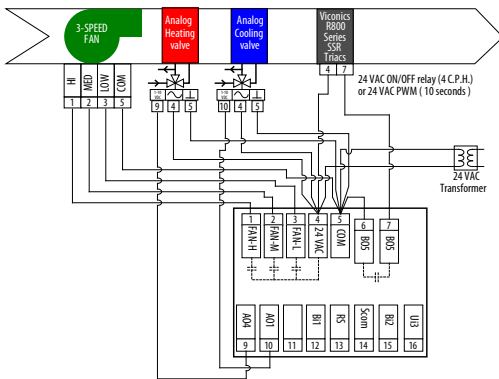 3-SPEED
FAN
Analog
Heating
valve
Analog
Cooling
valve
Viconics
R800
Series
SSR
Triacs
4 7
24 VAC ON/OFF relay (4 C.P.H.)
or 24 VAC PWM ( 10 seconds )
HI MED LOW COM
1 2 3 5
9 4 5
10 4 5
24 VAC
Transformer
1 2 3 4 5 6 7
FAN-H FAN-M FAN-L 24 VAC COM BO5 BO5
AO4 AO1 Bi1 RS Scom Bi2 Ui3
9 10 11 12 13 14 15 16